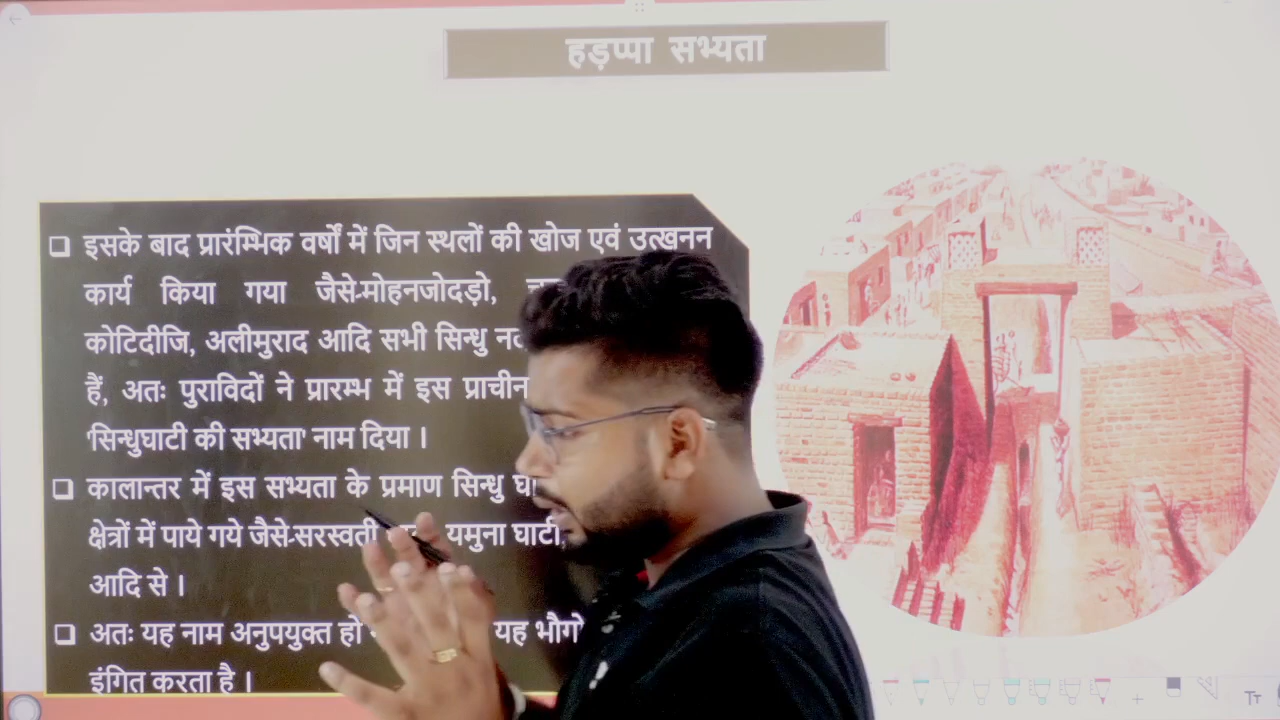 हड़प्पा सभ्यता
❑ इसके बाद प्रारंम्भिक वर्षों में जिन स्थलों की खोज एवं उत्खनन
कार्य किया गया जैसे-मोहनजोदड़ो,
कोटिदीजि, अलीमुराद आदि सभी सिन्धु
हैं, अतः पुराविदों ने प्रारम्भ में इस प्राचीन
'सिन्धुघाटी की सभ्यता' नाम दिया ।
❑ कालान्तर में इस सभ्यता के प्रमाण सिन्धु
क्षेत्रों में पाये गये जैसे-सरस्वती यमुना घाटी,
आदि से ।
❑ अतः यह नाम अनुपयुक्त हो यह
इंगित करता है ।
TT